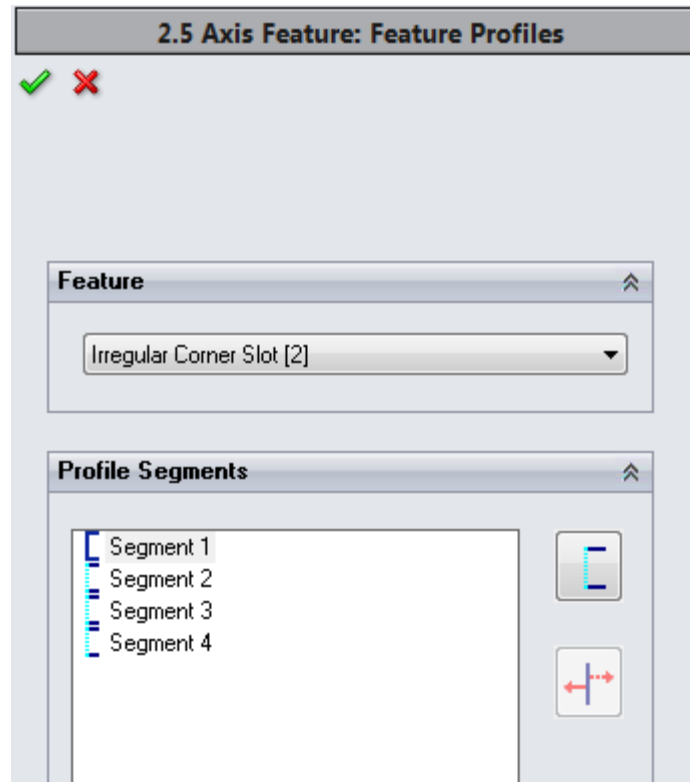 2.5 Axis Feature: Feature Profiles
Feature
Irregular Corner Slot [2]
Profile Segments
Segment 1
Segment 2
Segment 3
Segment 4